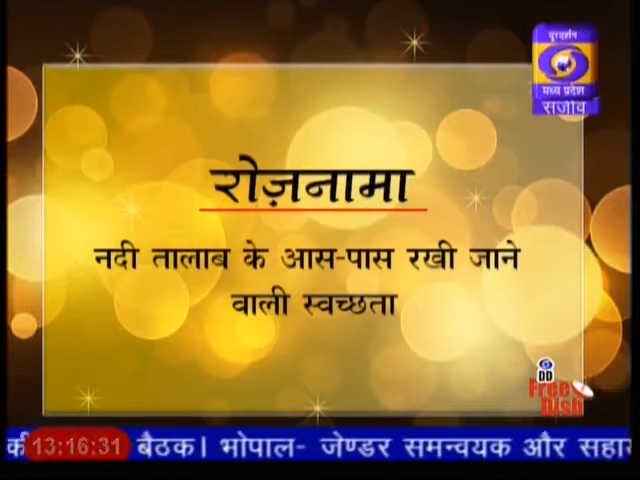 दूरदर्शन
मध्य प्रदेश
सजीव
रोज़नामा
नदी तालाब के आस-पास रखी जाने
वाली स्वच्छता
DD
Free
Dish
की 13:16:31 बैठक। भोपाल- जेण्डर समन्वयक और सहाय